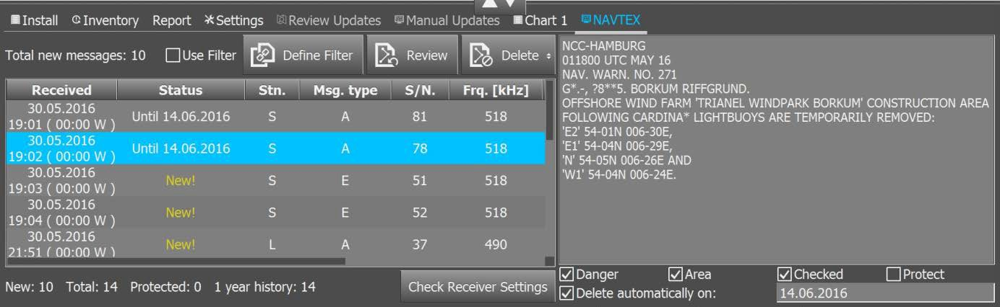 Install Inventory Report Settings Review Updates Manual Updates Chart 1 NAVTEX
Total new messages: 10 Use Filter Define Filter Review Delete
Received Status Stn. Msg. type S/N. Frq. [kHz]
30.05.2016
19:01 ( 00:00 W ) Until 14.06.2016 S A 81 518
30.05.2016
19:02 ( 00:00 W ) Until 14.06.2016 S A 78 518
30.05.2016
19:03 ( 00:00 W ) New! S E 51 518
30.05.2016
19:04 ( 00:00 W ) New! S E 52 518
30.05.2016
21:51 ( 00:00 W ) New! L A 37 490
New: 10 Total: 14 Protected: 0 1 year history: 14 Check Receiver Settings
NCC-HAMBURG
011800 UTC MAY 16
NAV. WARN. NO. 271
G*.-, ?8**5. BORKUM RIFFGRUND.
OFFSHORE WIND FARM 'TRIANEL WINDPARK BORKUM' CONSTRUCTION AREA
FOLLOWING CARDINA* LIGHTBUOYS ARE TEMPORARILY REMOVED:
'E2' 54-01N 006-30E,
'E1' 54-04N 006-29E,
'N' 54-05N 006-26E AND
'W1' 54-04N 006-24E.
Danger Area Checked Protect
Delete automatically on: 14.06.2016